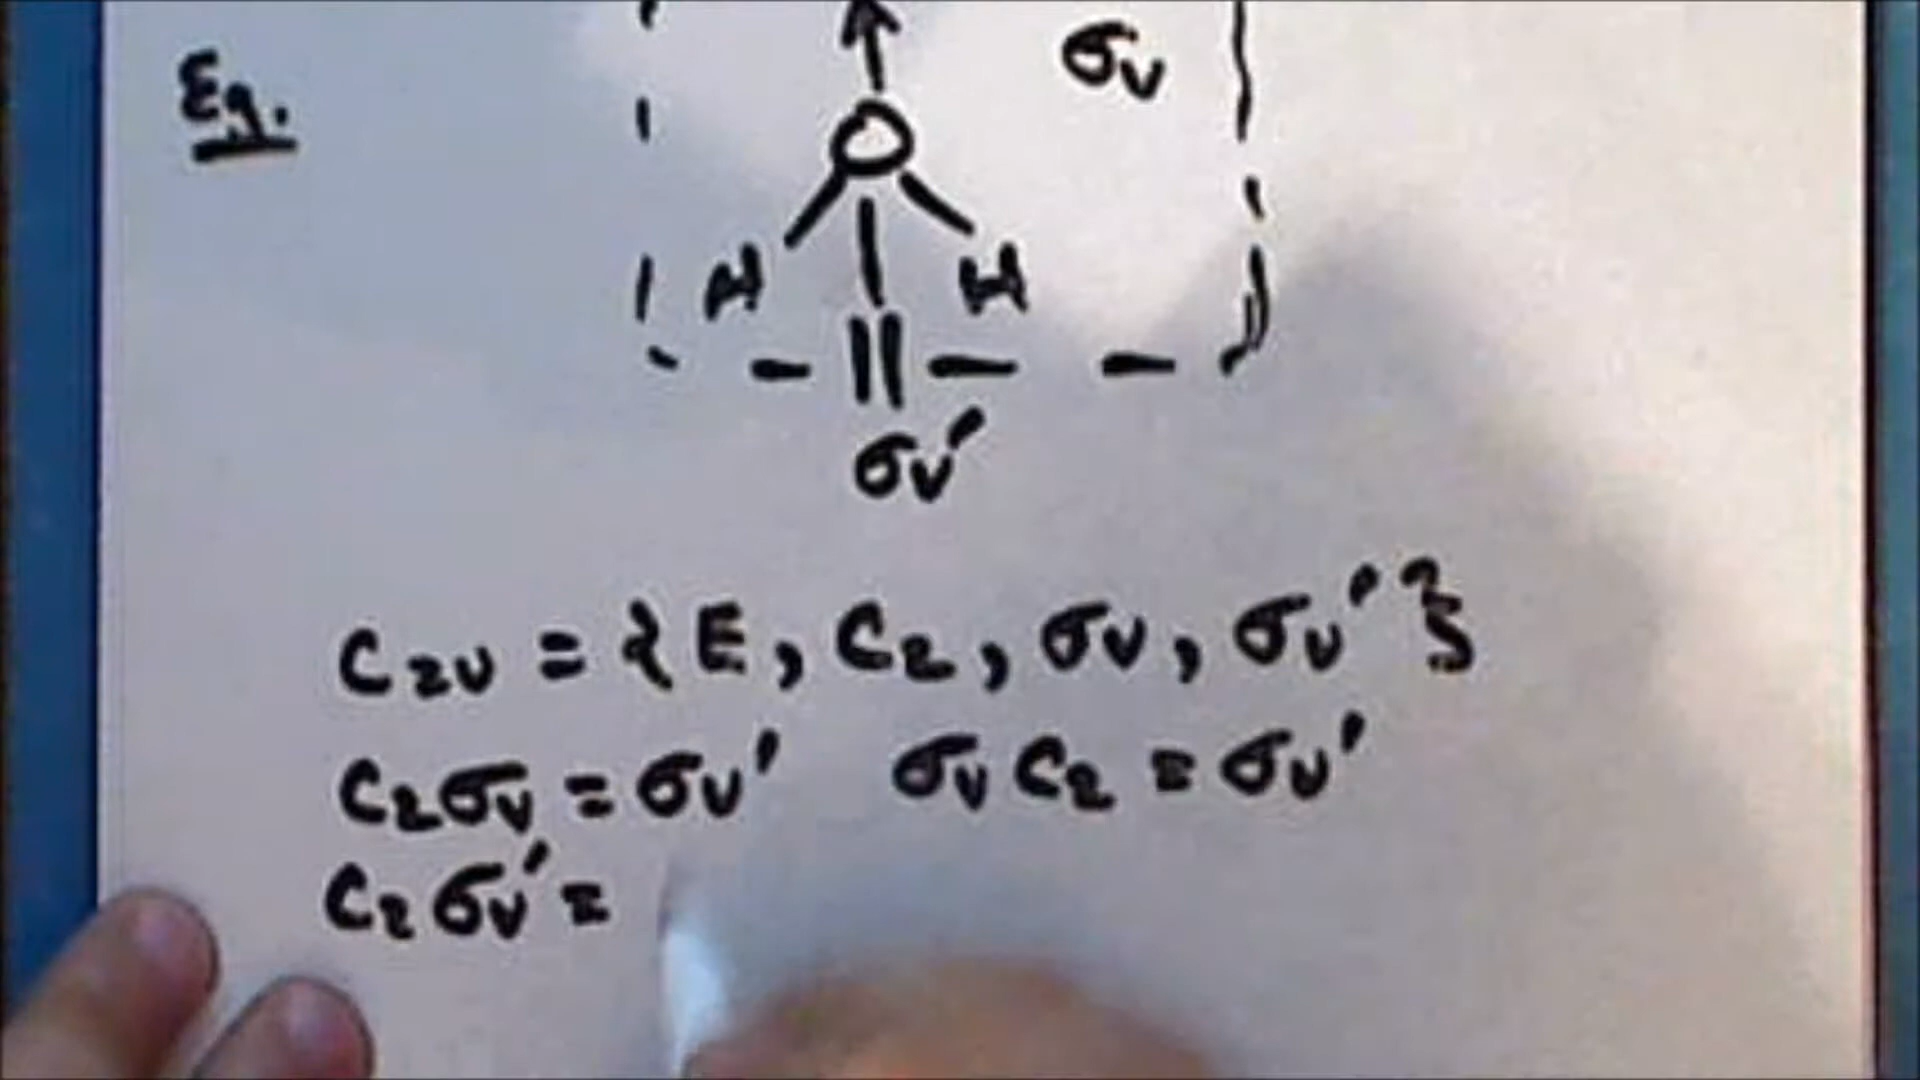 Eg.
σv
O
H H
σv'
C2v = {E, C2, σv, σv'}
C2σv = σv' σvC2 = σv'
C2σv' =